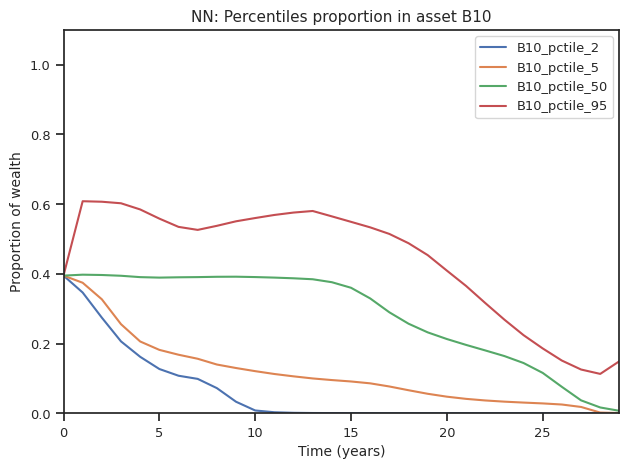 NN: Percentiles proportion in asset B10
B10_pctile_2
B10_pctile_5
B10_pctile_50
B10_pctile_95
Proportion of wealth
1.0
0.8
0.6
0.4
0.2
0.0
0 5 10 15 20 25
Time (years)